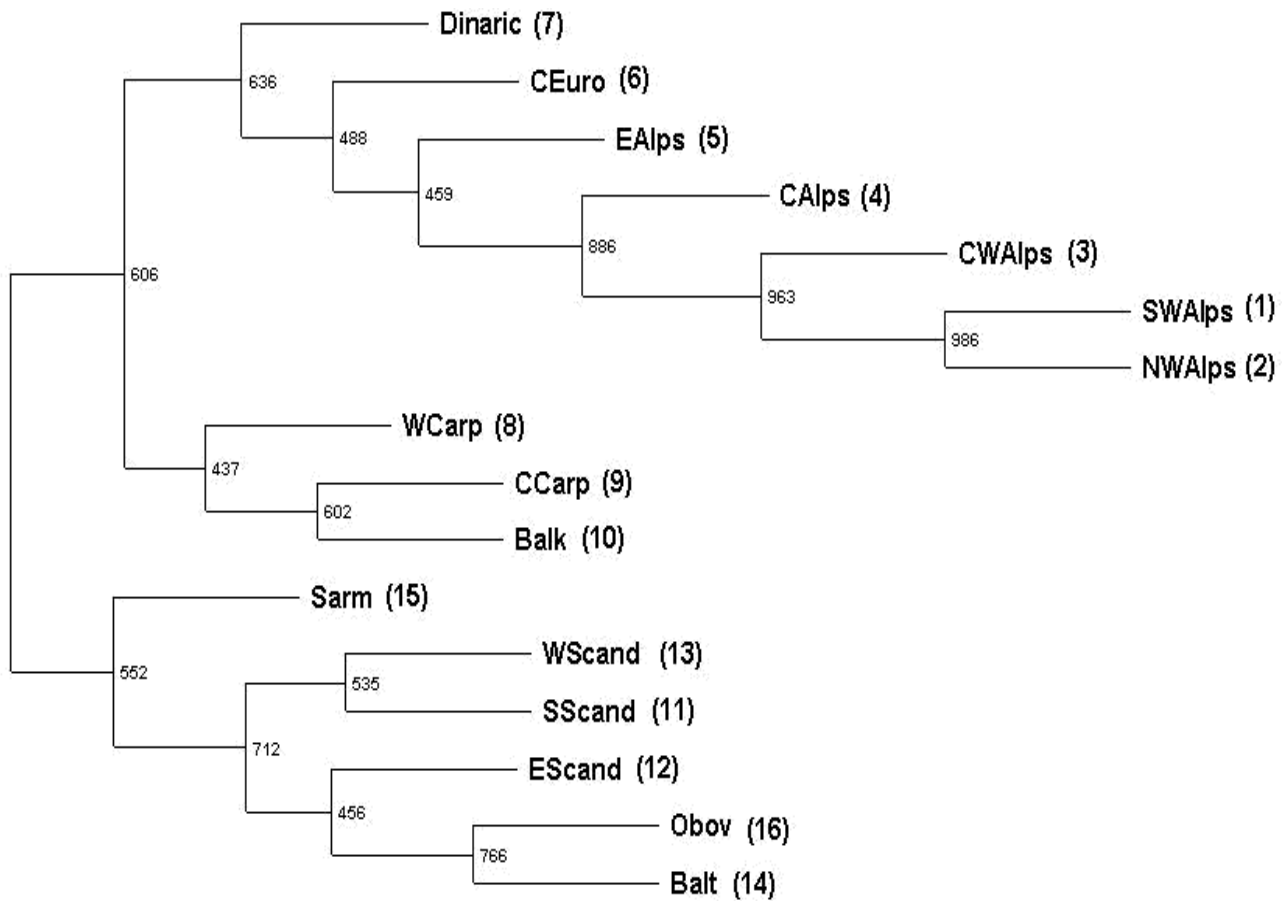 Dinaric (7)
636
CEuro (6)
488
EAlps (5)
459
CAlps (4)
886
CWAlps (3)
606
963
SWAlps (1)
986
NWAlps (2)
WCarp (8)
437
CCarp (9)
602
Balk (10)
Sarm (15)
WScand (13)
552
535
SScand (11)
712
EScand (12)
456
Obov (16)
766
Balt (14)